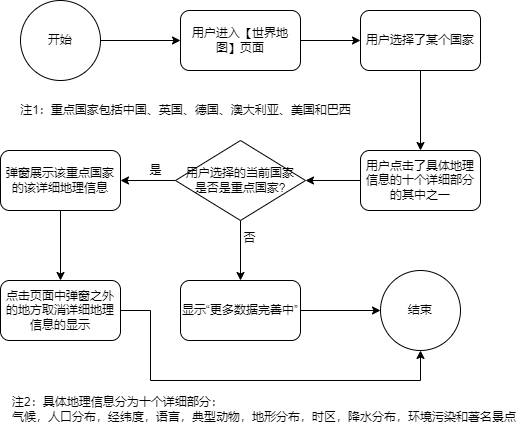 开始
用户进入【世界地
图】页面
用户选择了某个国家
注1：重点国家包括中国、英国、德国、澳大利亚、美国和巴西
弹窗展示该重点国家
的该详细地理信息
是
用户选择的当前国家
是否是重点国家？
用户点击了具体地理
信息的十个详细部分
的其中之一
否
点击页面中弹窗之外
的地方取消详细地理
信息的显示
显示“更多数据完善中”
结束
注2：具体地理信息分为十个详细部分：
气候，人口分布，经纬度，语言，典型动物，地形分布，时区，降水分布，环境污染和著名景点